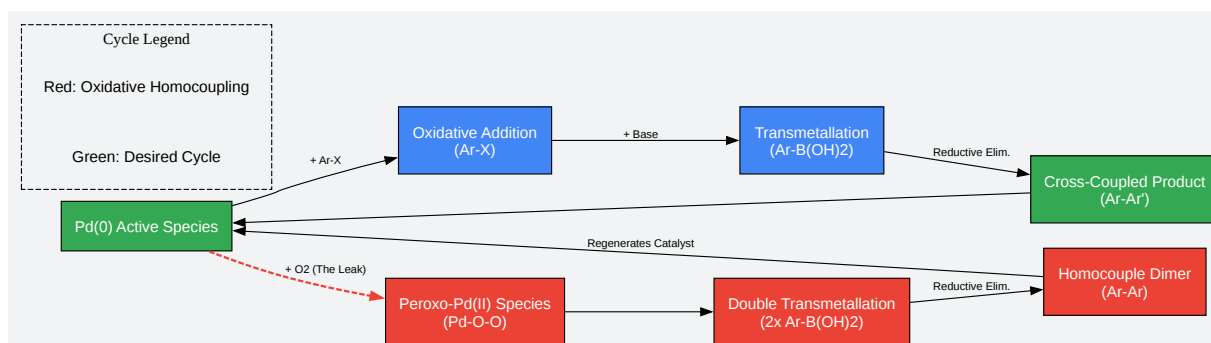 Cycle Legend
Red: Oxidative Homocoupling
Green: Desired Cycle
Pd(0) Active Species
+ Ar-X
Oxidative Addition
(Ar-X)
+ Base
Transmetallation
(Ar-B(OH)2)
Reductive Elim.
Cross-Coupled Product
(Ar-Ar')
Regenerates Catalyst
+ O2 (The Leak)
Peroxo-Pd(II) Species
(Pd-O-O)
Double Transmetallation
(2x Ar-B(OH)2)
Reductive Elim.
Homocouple Dimer
(Ar-Ar)